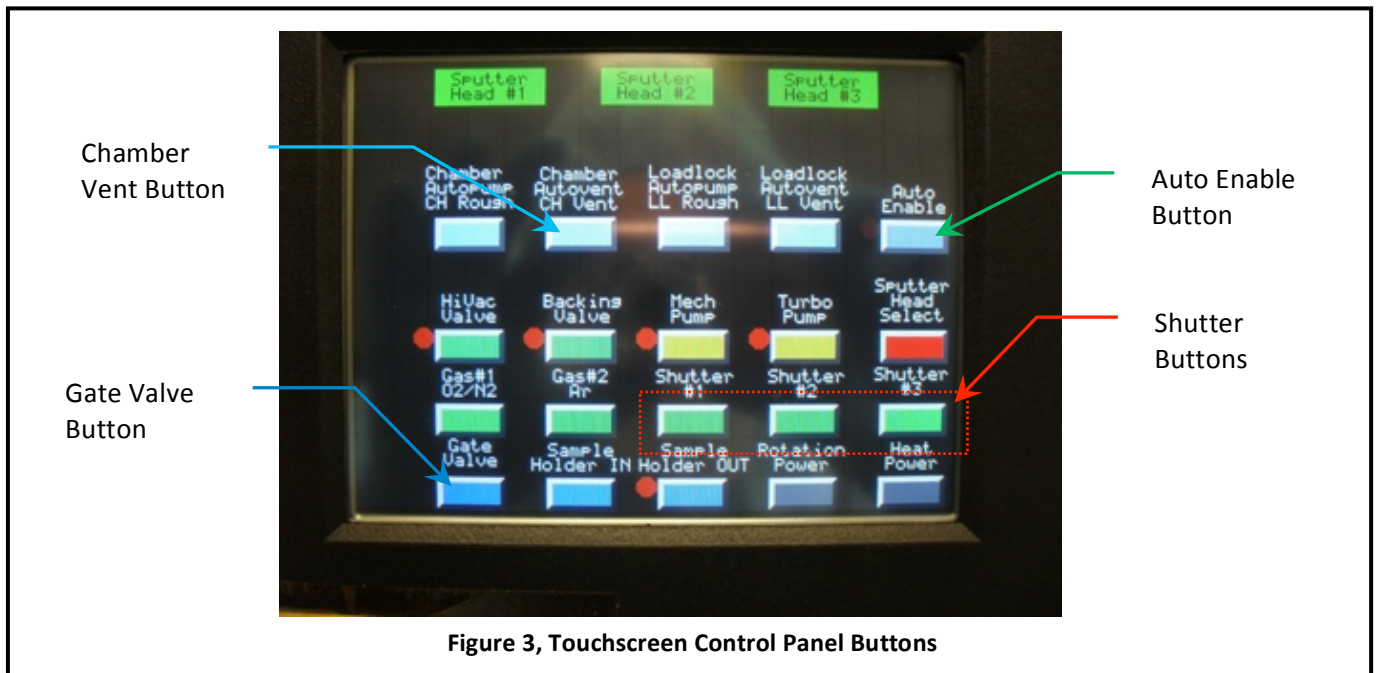 Sputter
Head #1
Sputter
Head #2
Sputter
Head #3
Chamber
Vent Button
Chamber
Autopump
CH Rough
Chamber
Autovent
CH Vent
Loadlock
Autopump
LL Rough
Loadlock
Autovent
LL Vent
Auto
Enable
Auto Enable
Button
HiVac
Valve
Backing
Valve
Mech
Pump
Turbo
Pump
Sputter
Head
Select
Shutter
Buttons
Gate Valve
Button
Gas#1
O2/N2
Gas#2
Ar
Shutter
#1
Shutter
#2
Shutter
#3
Gate
Valve
Sample
Holder IN
Sample
Holder OUT
Rotation
Power
Heat
Power
Figure 3, Touchscreen Control Panel Buttons